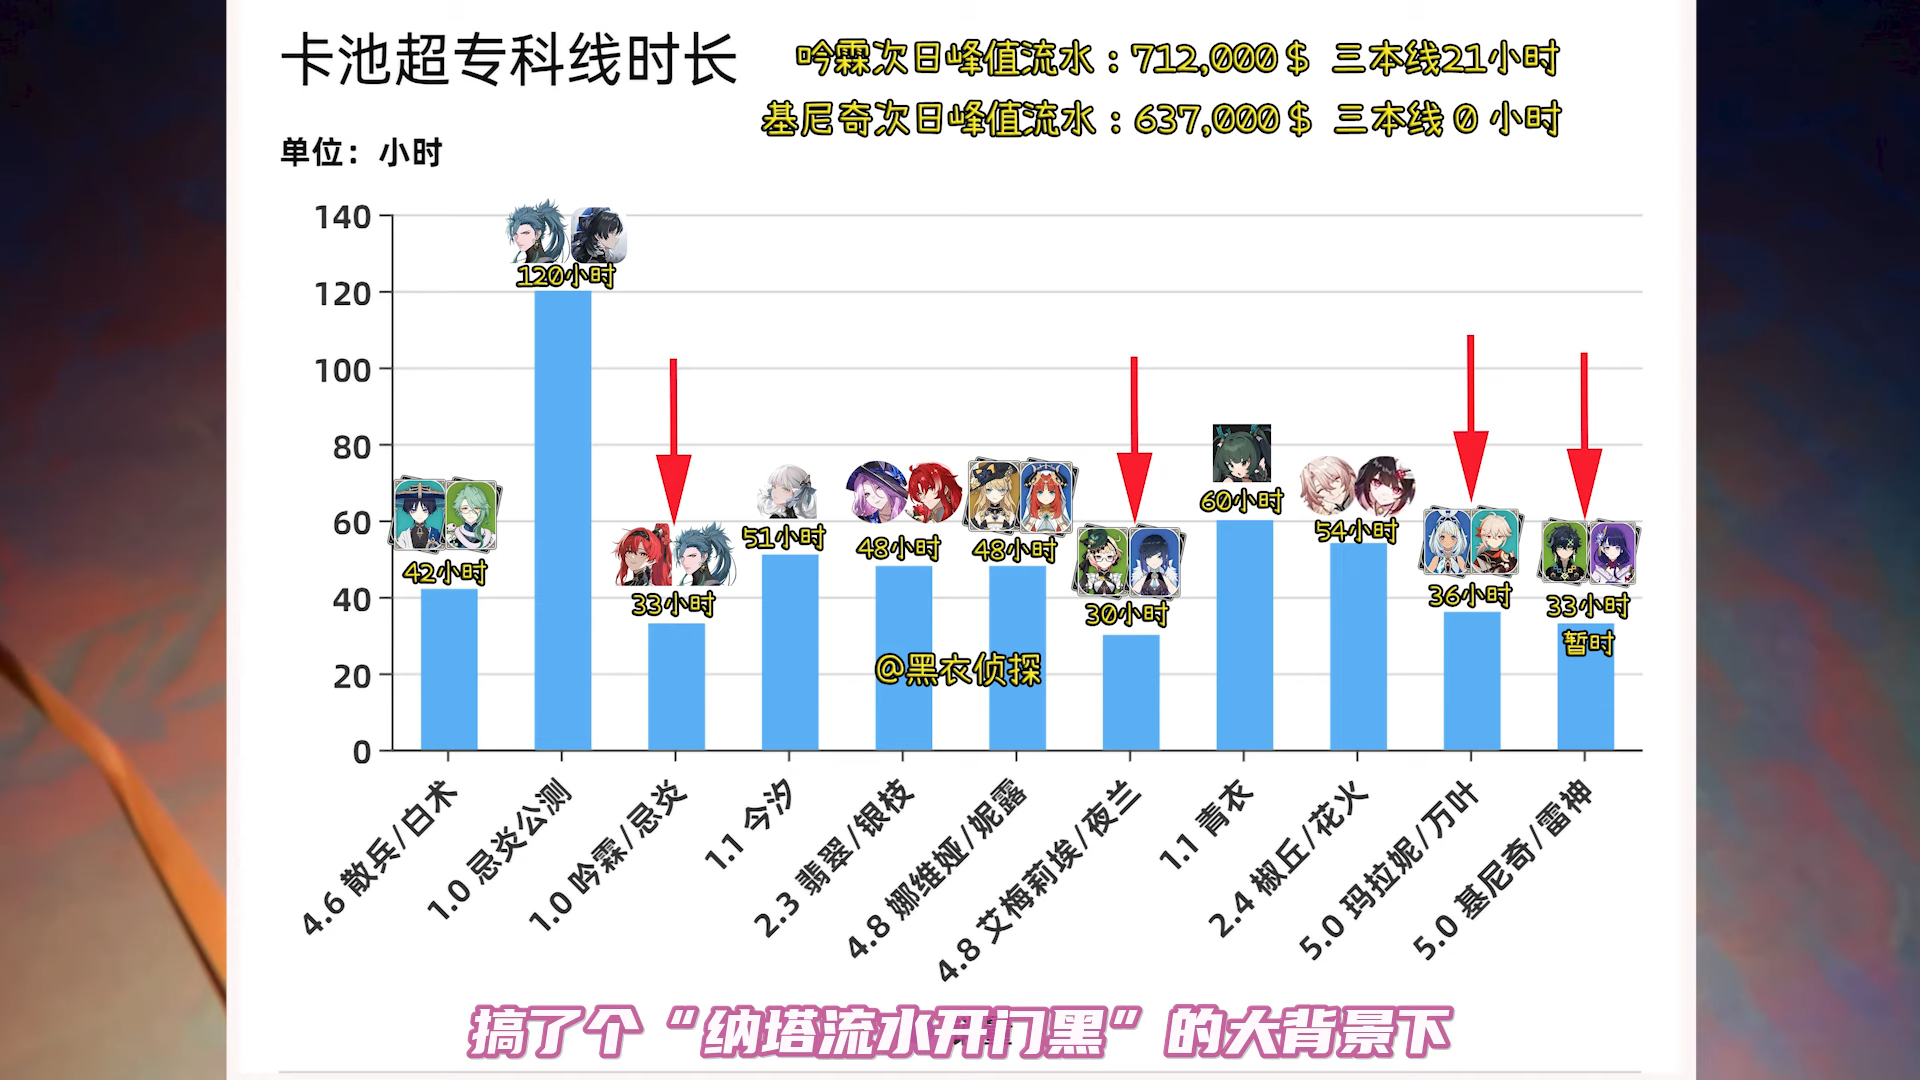 卡池超专科线时长
吟霖次日峰值流水：712,000＄ 三本线21小时
基尼奇次日峰值流水：637,000＄ 三本线 0 小时
单位：小时
140
120
100
80
60
40
20
0
42小时
120小时
33小时
51小时
48小时
48小时
30小时
60小时
54小时
36小时
33小时
暂时
@黑衣侦探
4.6 散兵/白术
1.0 忌炎公测
1.0 吟霖/忌炎
1.1 今汐
2.3 翡翠/银枝
4.8 娜维娅/妮露
4.8 艾梅莉埃/夜兰
1.1 青衣
2.4 椒丘/花火
5.0 玛拉妮/万叶
5.0 基尼奇/雷神
搞了个“纳塔流水开门黑”的大背景下